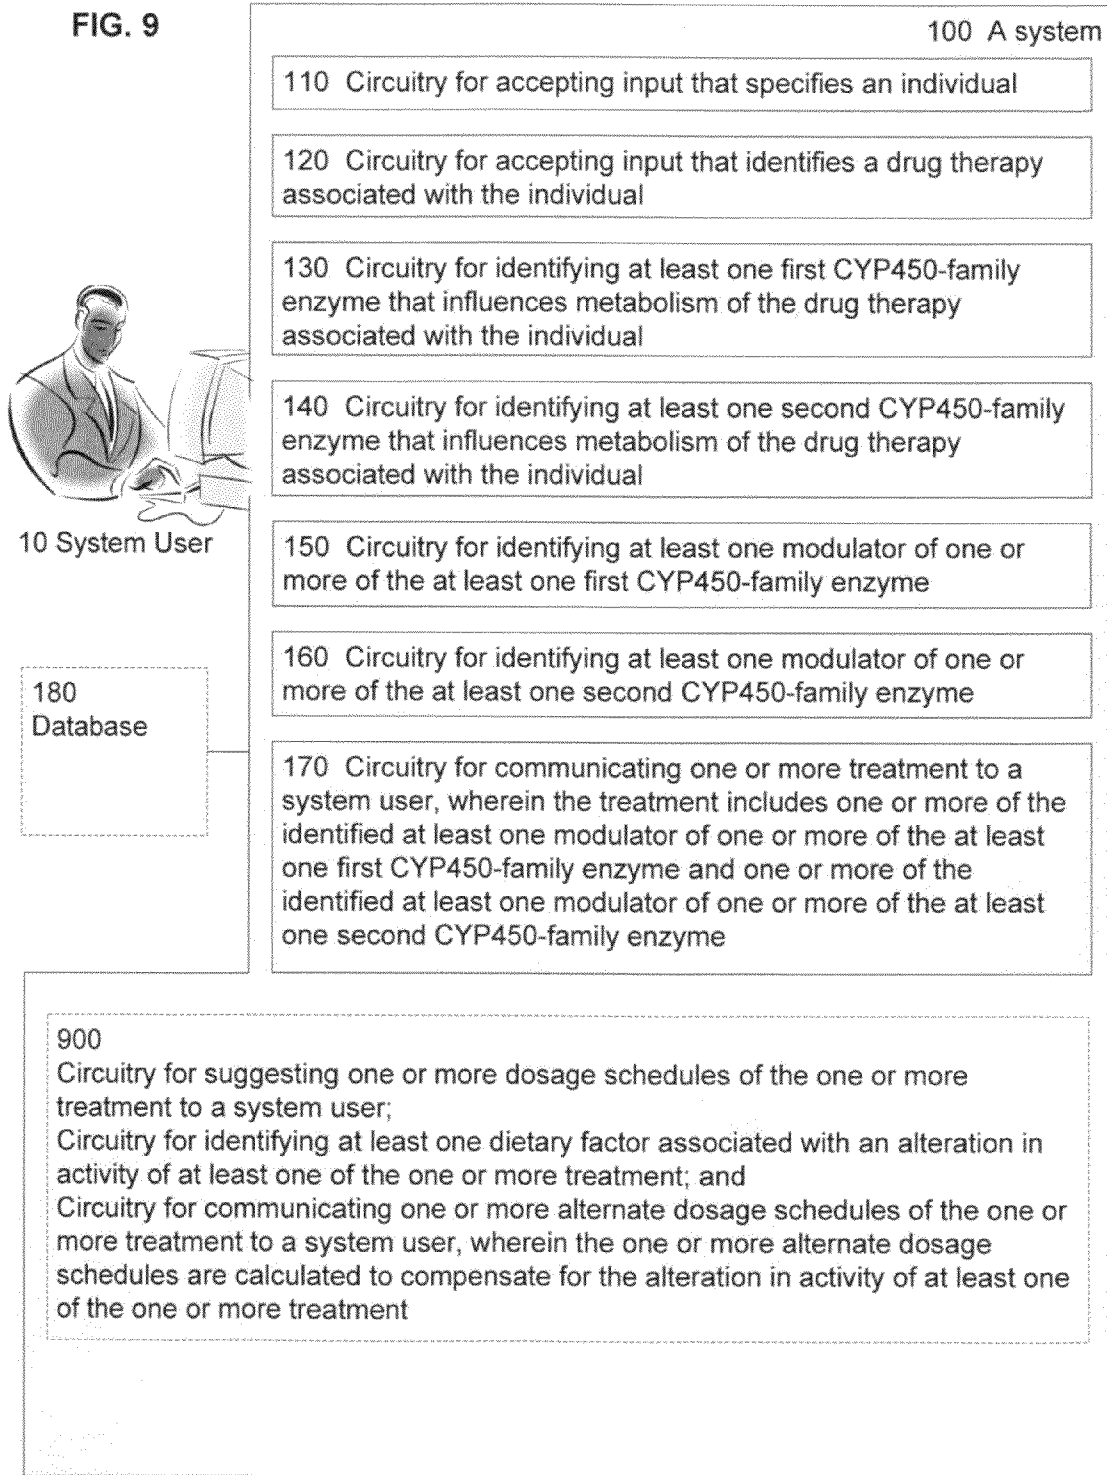 FIG. 9
100 A system
110 Circuitry for accepting input that specifies an individual
120 Circuitry for accepting input that identifies a drug therapy
associated with the individual
130 Circuitry for identifying at least one first CYP450-family
enzyme that influences metabolism of the drug therapy
associated with the individual
140 Circuitry for identifying at least one second CYP450-family
enzyme that influences metabolism of the drug therapy
associated with the individual
10 System User
150 Circuitry for identifying at least one modulator of one or
more of the at least one first CYP450-family enzyme
160 Circuitry for identifying at least one modulator of one or
more of the at least one second CYP450-family enzyme
180
Database
170 Circuitry for communicating one or more treatment to a
system user, wherein the treatment includes one or more of the
identified at least one modulator of one or more of the at least
one first CYP450-family enzyme and one or more of the
identified at least one modulator of one or more of the at least
one second CYP450-family enzyme
900
Circuitry for suggesting one or more dosage schedules of the one or more
treatment to a system user;
Circuitry for identifying at least one dietary factor associated with an alteration in
activity of at least one of the one or more treatment; and
Circuitry for communicating one or more alternate dosage schedules of the one or
more treatment to a system user, wherein the one or more alternate dosage
schedules are calculated to compensate for the alteration in activity of at least one
of the one or more treatment